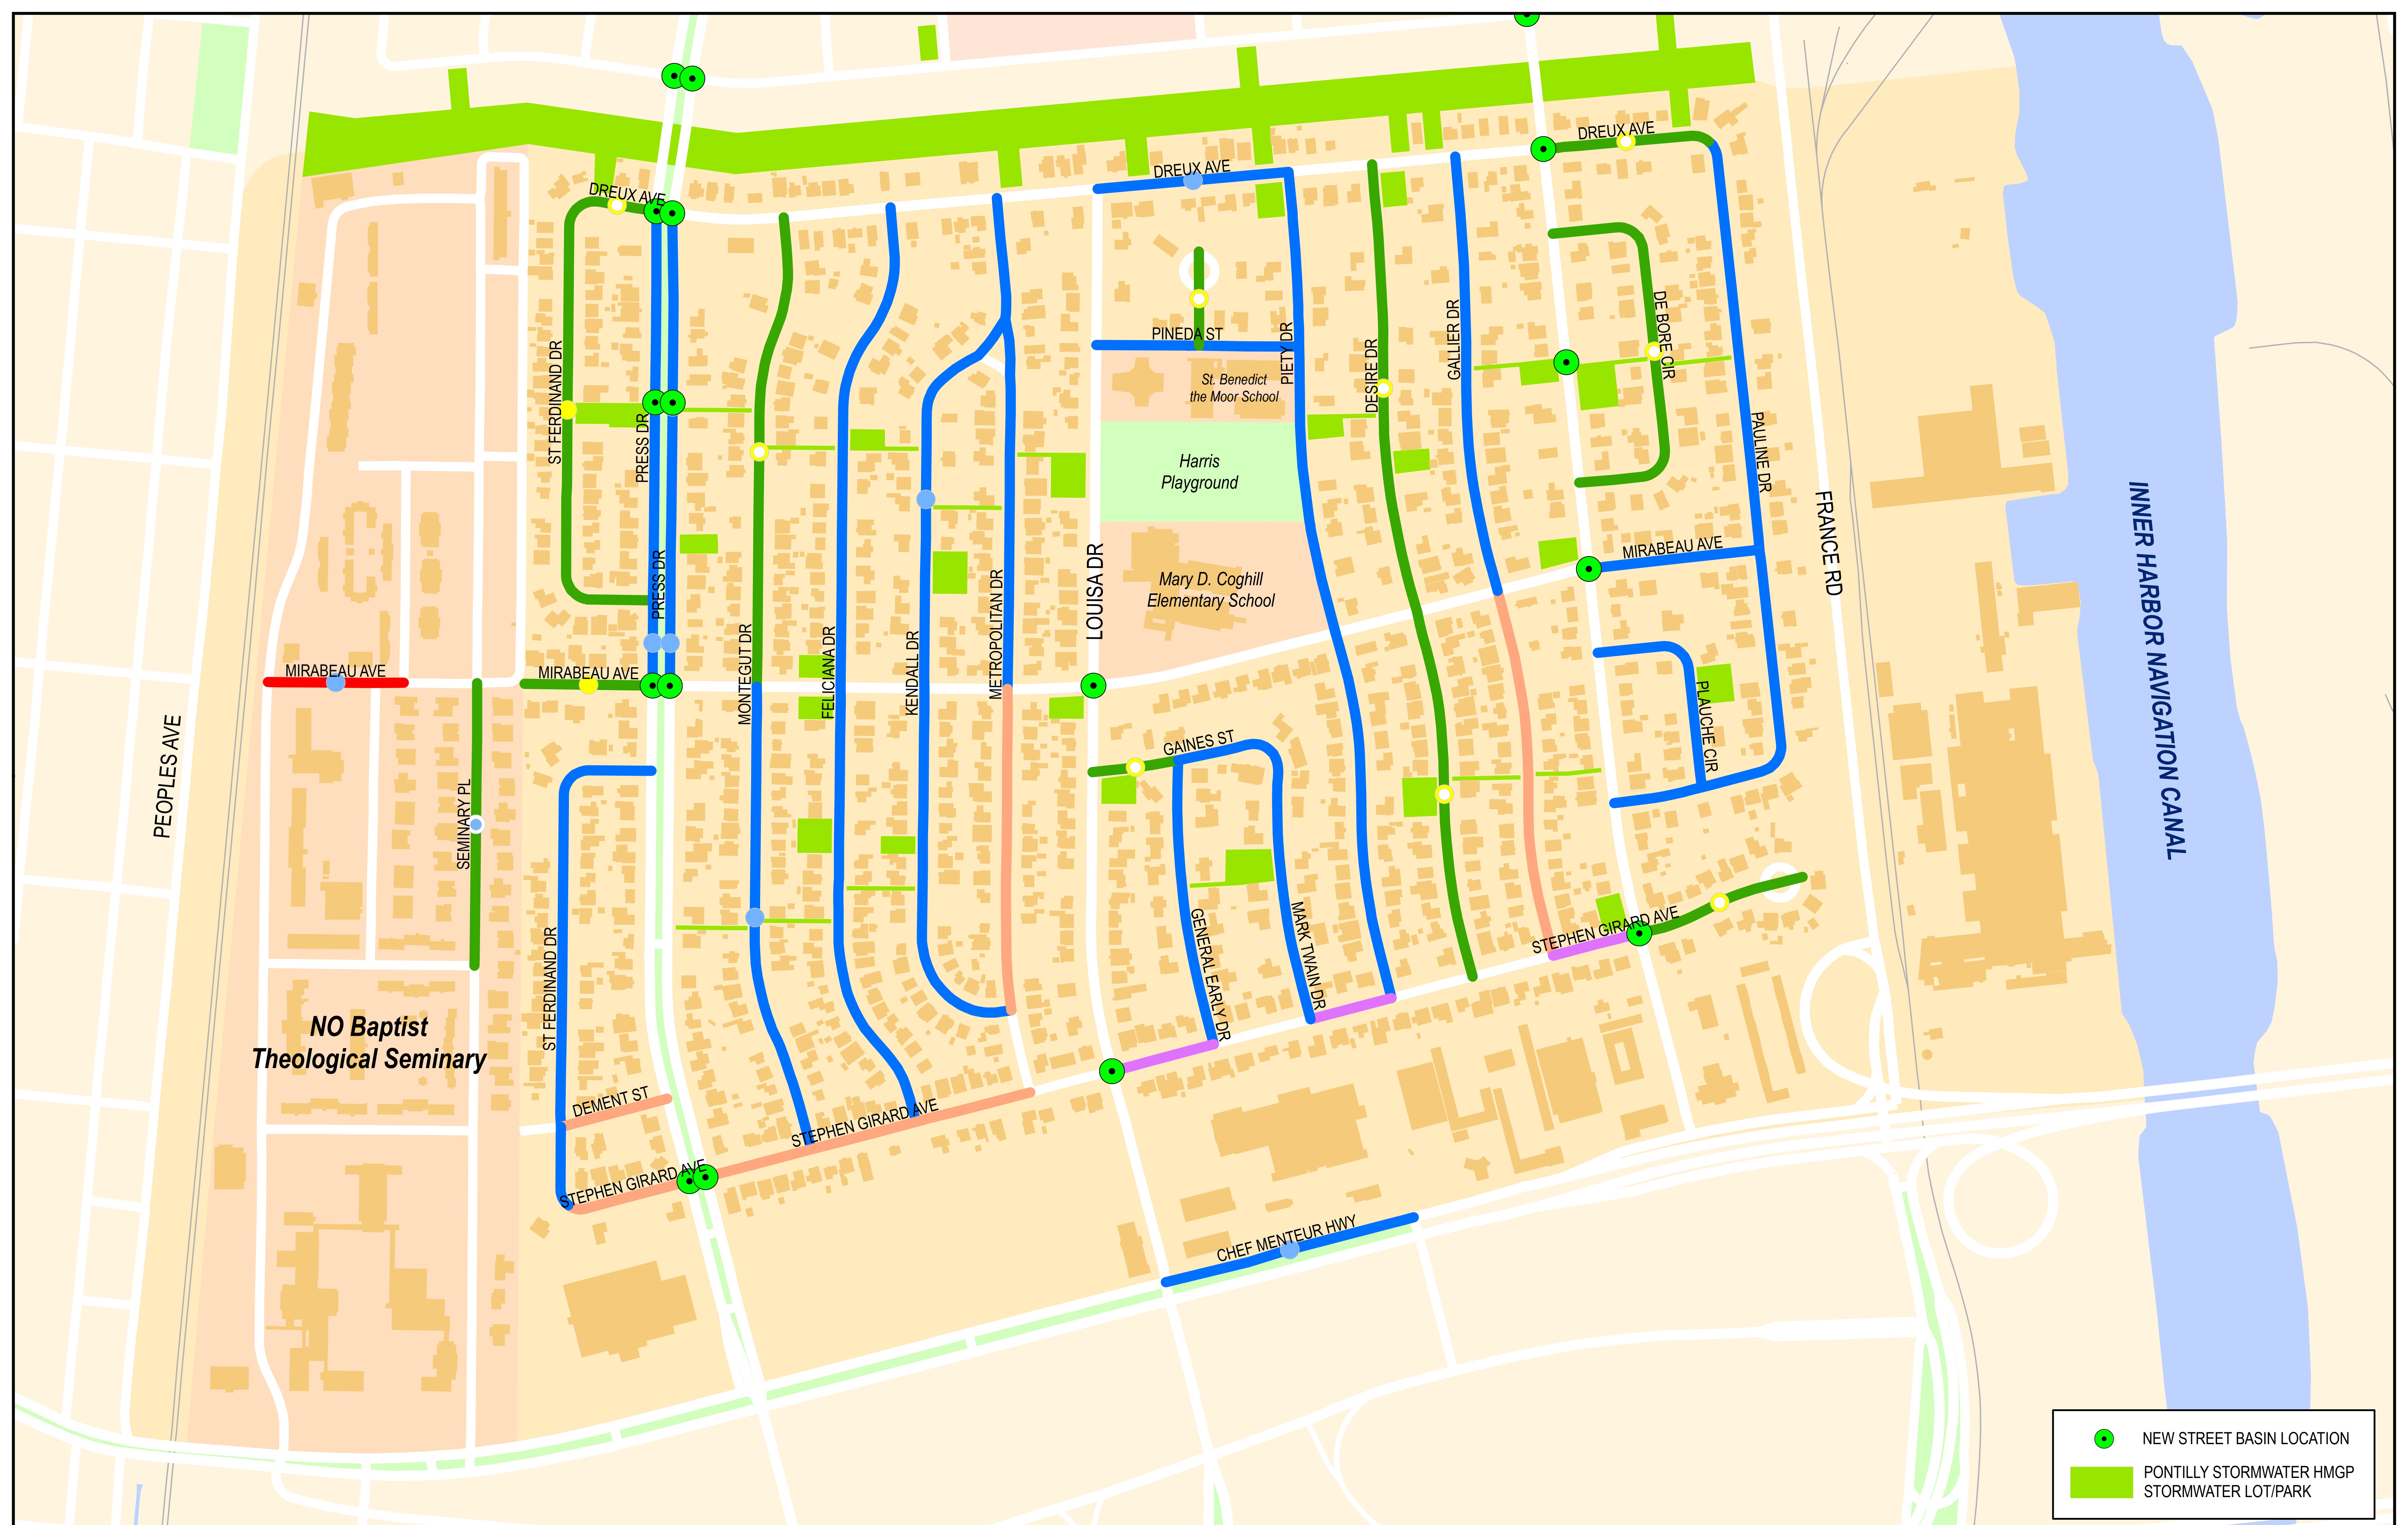 DREUX AVE
DREUX AVE
DREUX AVE
ST FERDINAND DR
PRESS DR
PRESS DR
MONTEGUT DR
FELICIANA DR
KENDALL DR
METROPOLITAN DR
LOUISA DR
PINEDA ST
PIETY DR
DESIRE DR
GALLIER DR
DE BORE CIR
PAULINE DR
FRANCE RD
INNER HARBOR NAVIGATION CANAL
St. Benedict
the Moor School
Harris
Playground
Mary D. Coghill
Elementary School
MIRABEAU AVE
MIRABEAU AVE
MIRABEAU AVE
PEOPLES AVE
SEMINARY PL
GAINES ST
PLAUCHE CIR
GENERAL EARLY DR
MARK TWAIN DR
STEPHEN GIRARD AVE
ST FERDINAND DR
NO Baptist
Theological Seminary
DEMENT ST
STEPHEN GIRARD AVE
STEPHEN GIRARD AVE
CHEF MENTEUR HWY
NEW STREET BASIN LOCATION
PONTILLY STORMWATER HMGP
STORMWATER LOT/PARK